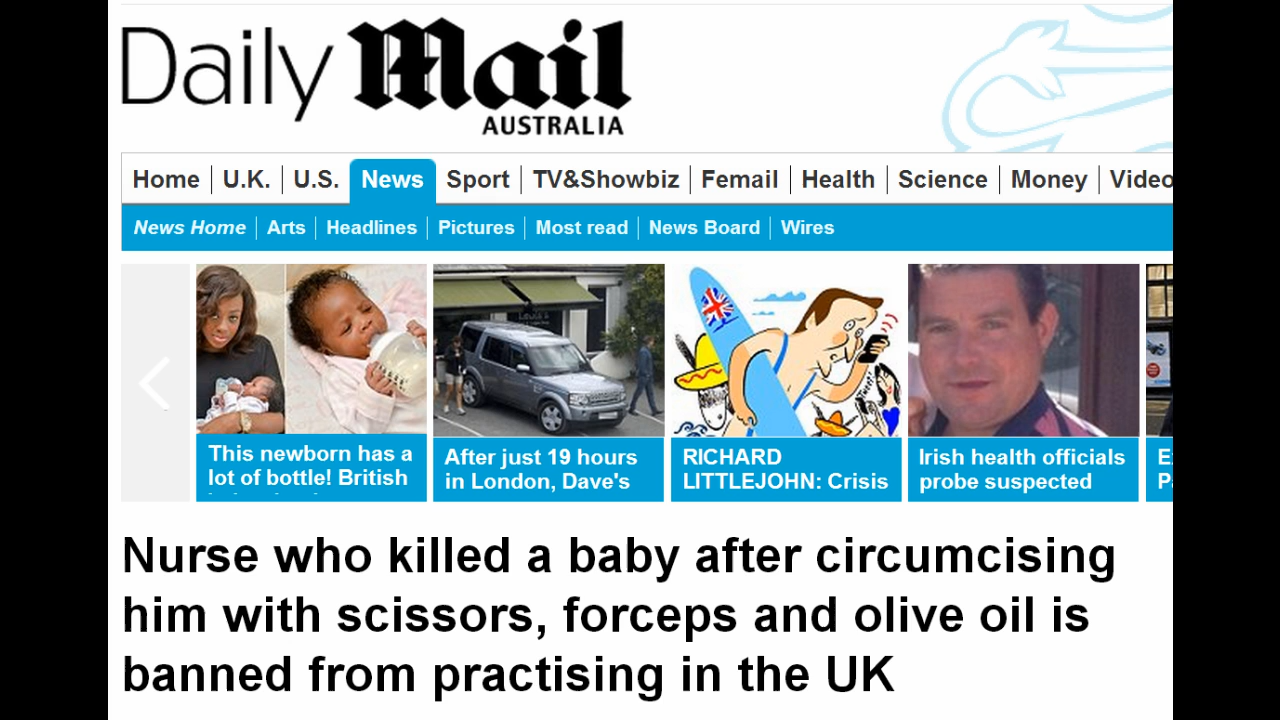 Daily Mail
AUSTRALIA
Home U.K. U.S. News Sport TV&Showbiz Femail Health Science Money Video
News Home Arts Headlines Pictures Most read News Board Wires
This newborn has a
lot of bottle! British
After just 19 hours
in London, Dave's
RICHARD
LITTLEJOHN: Crisis
Irish health officials
probe suspected
Nurse who killed a baby after circumcising
him with scissors, forceps and olive oil is
banned from practising in the UK